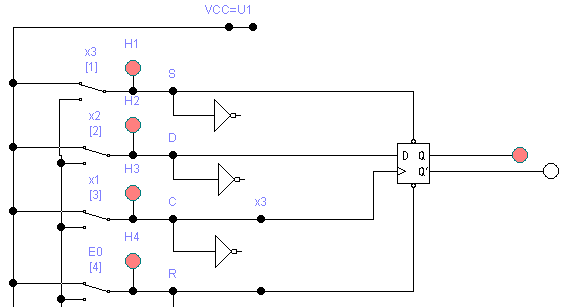 VCC=U1
x3 H1
[1] S
x2 H2
[2] D
x1 H3
[3] C x3
E0 H4
[4] R
D Q
Q'